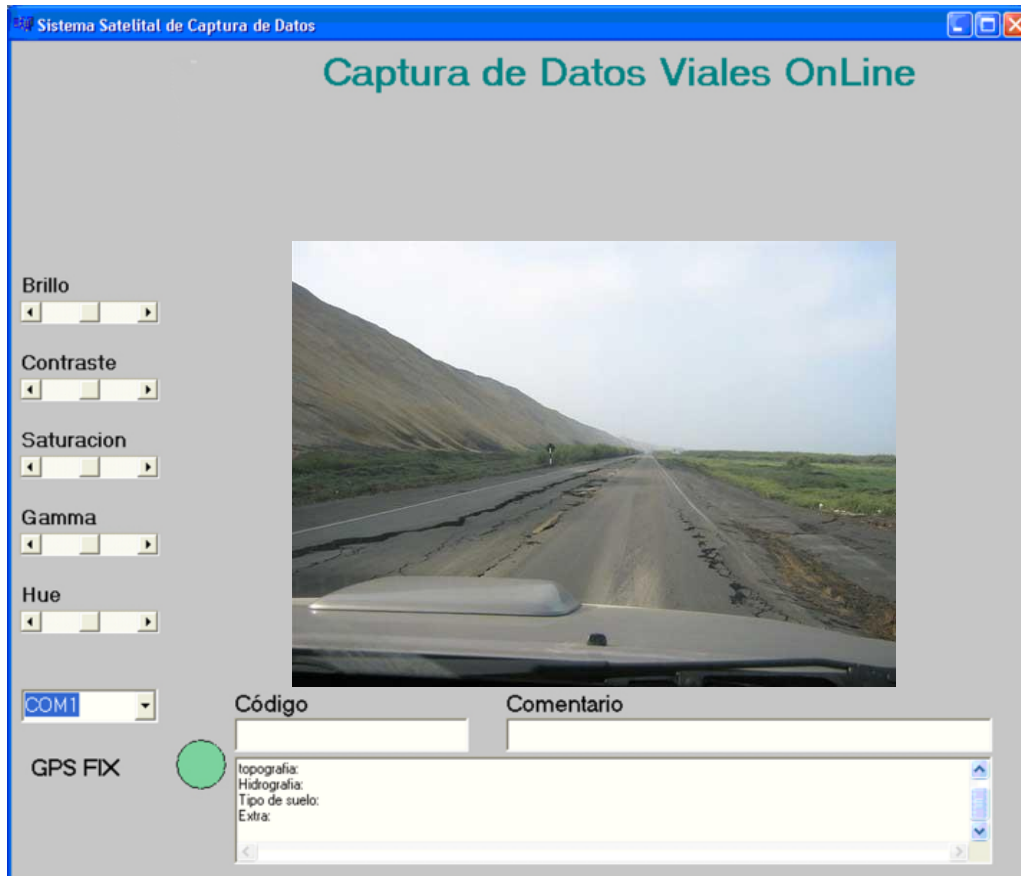 Sistema Satelital de Captura de Datos
Captura de Datos Viales OnLine
Brillo
Contraste
Saturacion
Gamma
Hue
COM1
GPS FIX
Código
Comentario
topografia:
Hidrografia:
Tipo de suelo:
Extra: